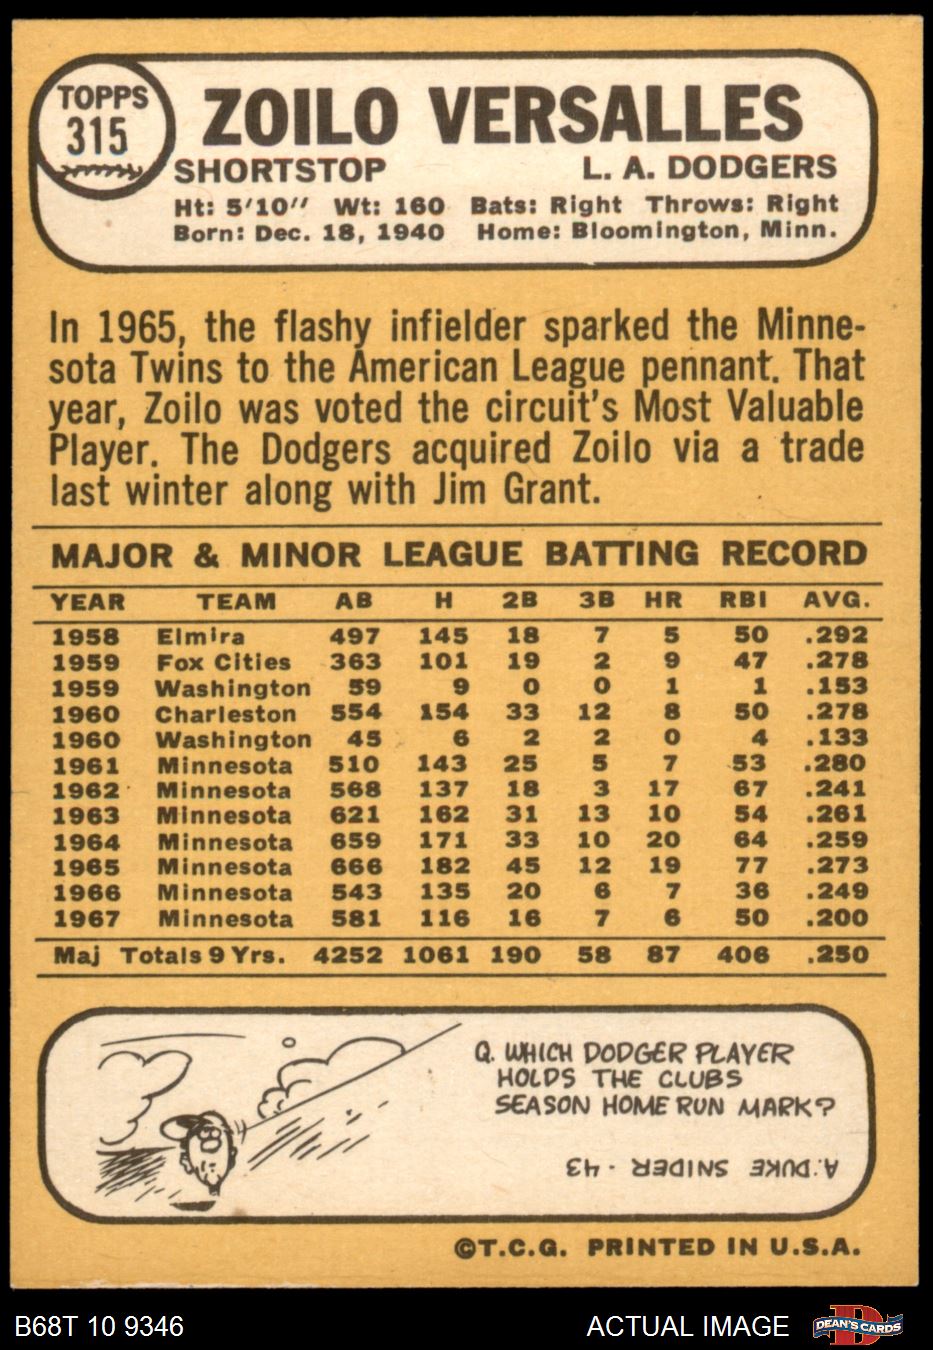 TOPPS
315
ZOILO VERSALLES
SHORTSTOP L. A. DODGERS
Ht: 5'10" Wt: 160 Bats: Right Throws: Right
Born: Dec. 18, 1940 Home: Bloomington, Minn.
In 1965, the flashy infielder sparked the Minne-
sota Twins to the American League pennant. That
year, Zoilo was voted the circuit's Most Valuable
Player. The Dodgers acquired Zoilo via a trade
last winter along with Jim Grant.
MAJOR & MINOR LEAGUE BATTING RECORD
YEAR TEAM AB H 2B 3B HR RBI AVG.
1958 Elmira 497 145 18 7 5 50 .292
1959 Fox Cities 363 101 19 2 9 47 .278
1959 Washington 59 9 0 0 1 1 .153
1960 Charleston 554 154 33 12 8 50 .278
1960 Washington 45 6 2 2 0 4 .133
1961 Minnesota 510 143 25 5 7 53 .280
1962 Minnesota 568 137 18 3 17 67 .241
1963 Minnesota 621 162 31 13 10 54 .261
1964 Minnesota 659 171 33 10 20 64 .259
1965 Minnesota 666 182 45 12 19 77 .273
1966 Minnesota 543 135 20 6 7 36 .249
1967 Minnesota 581 116 16 7 6 50 .200
Maj Totals 9 Yrs. 4252 1061 190 58 87 406 .250
Q. WHICH DODGER PLAYER
HOLDS THE CLUBS
SEASON HOME RUN MARK?
A. DUKE SNIDER - 43
©T.C.G. PRINTED IN U.S.A.
B68T 10 9346 ACTUAL IMAGE DEAN'S CARDS